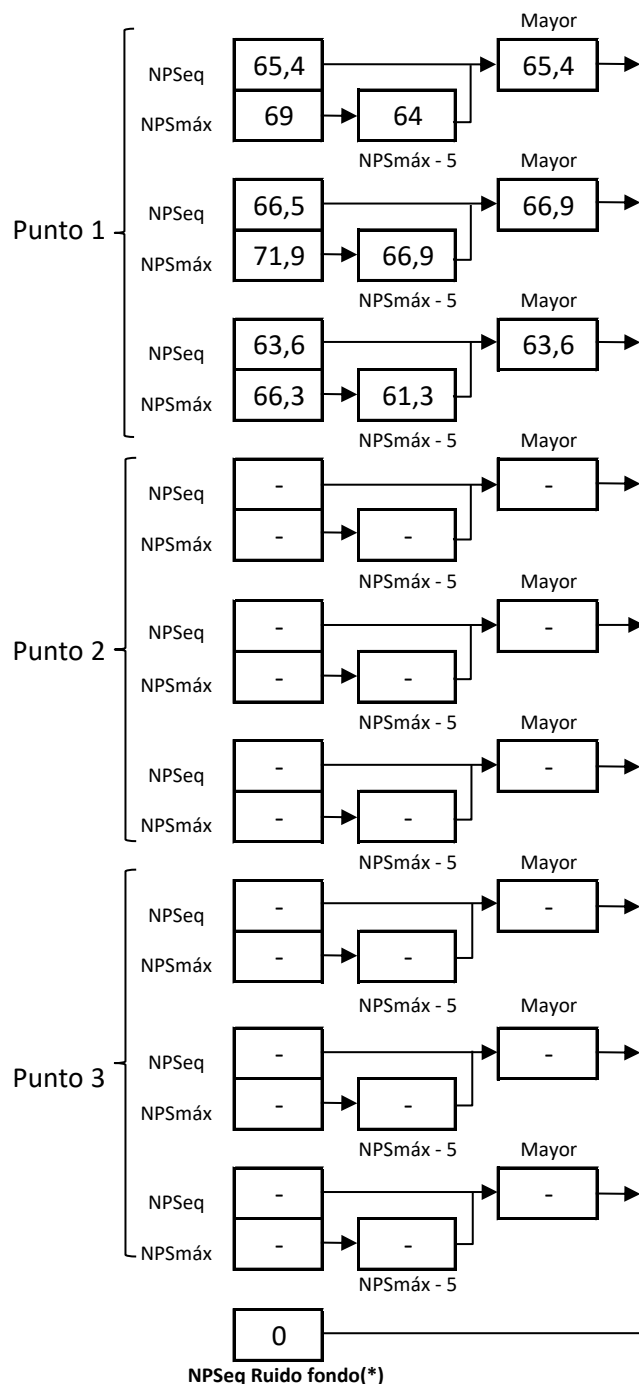 Mayor
NPSeq 65,4 65,4
NPSmáx 69 64
NPSmáx - 5
Mayor
Punto 1
NPSeq 66,5 66,9
NPSmáx 71,9 66,9
NPSmáx - 5
Mayor
NPSeq 63,6 63,6
NPSmáx 66,3 61,3
NPSmáx - 5
Mayor
NPSeq - -
NPSmáx - -
NPSmáx - 5
Mayor
Punto 2
NPSeq - -
NPSmáx - -
NPSmáx - 5
Mayor
NPSeq - -
NPSmáx - -
NPSmáx - 5
Mayor
NPSeq - -
NPSmáx - -
NPSmáx - 5
Mayor
Punto 3
NPSeq - -
NPSmáx - -
NPSmáx - 5
Mayor
NPSeq - -
NPSmáx - -
NPSmáx - 5
0
NPSeq Ruido fondo(*)